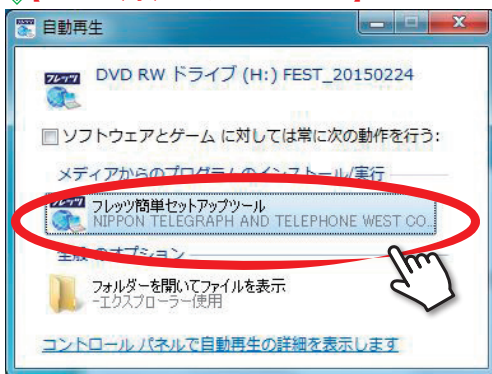 自動再生
フレッツ DVD RW ドライブ (H:) FEST_20150224
ソフトウェアとゲーム に対しては常に次の動作を行う:
メディアからのプログラムのインストール/実行
フレッツ フレッツ簡単セットアップツール
NIPPON TELEGRAPH AND TELEPHONE WEST CO...
全般 のオプション
フォルダーを開いてファイルを表示
-エクスプローラー使用
コントロール パネルで自動再生の詳細を表示します